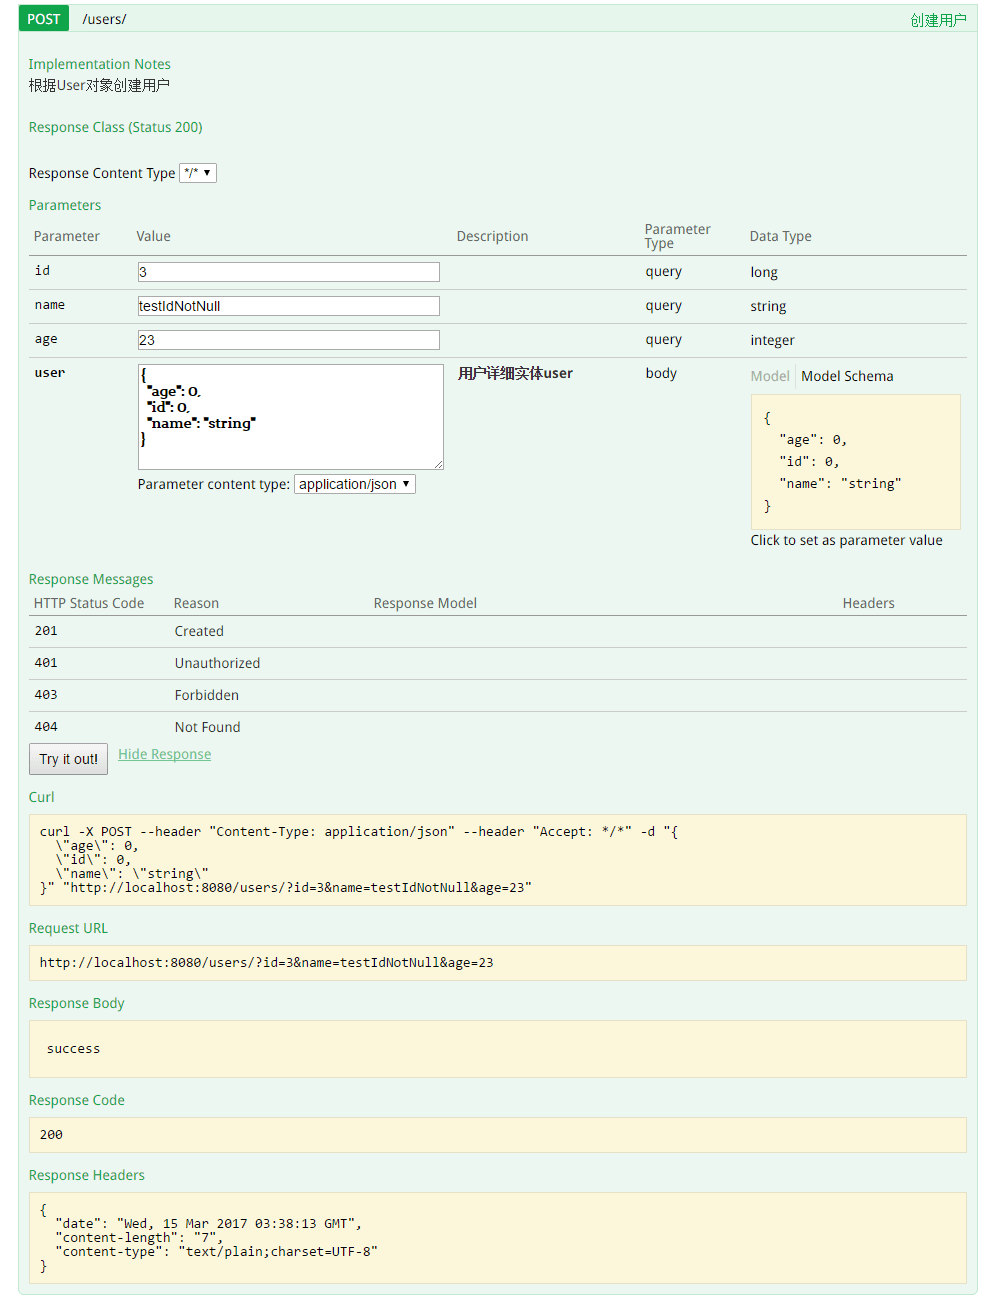 POST /users/ 创建用户
Implementation Notes
根据User对象创建用户
Response Class (Status 200)
Response Content Type */*
Parameters
Parameter Value Description Parameter Type Data Type
id 3 query long
name testIdNotNull query string
age 23 query integer
user
{
"age": 0,
"id": 0,
"name": "string"
}
用户详细实体user body
Model Model Schema
{
"age": 0,
"id": 0,
"name": "string"
}
Parameter content type: application/json
Click to set as parameter value
Response Messages
HTTP Status Code Reason Response Model Headers
201 Created
401 Unauthorized
403 Forbidden
404 Not Found
Try it out! Hide Response
Curl
curl -X POST --header "Content-Type: application/json" --header "Accept: */*" -d "{
\"age\": 0,
\"id\": 0,
\"name\": \"string\"
}" "http://localhost:8080/users/?id=3&name=testIdNotNull&age=23"
Request URL
http://localhost:8080/users/?id=3&name=testIdNotNull&age=23
Response Body
success
Response Code
200
Response Headers
{
"date": "Wed, 15 Mar 2017 03:38:13 GMT",
"content-length": "7",
"content-type": "text/plain;charset=UTF-8"
}